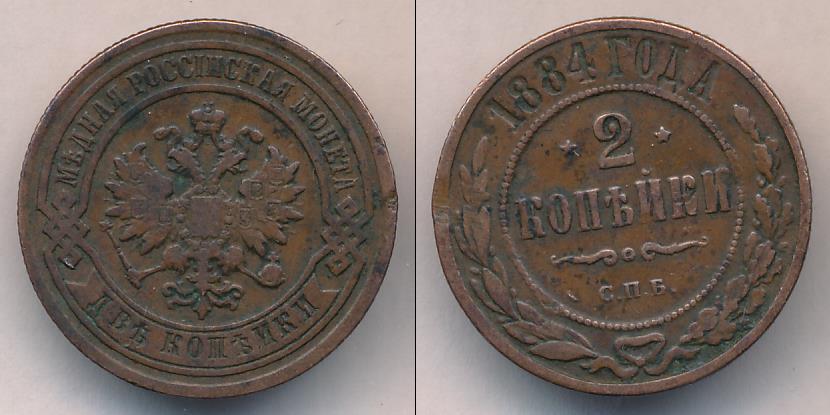 МѢДНАЯ РОССІЙСКАЯ МОНЕТА
ДВѢ КОПѢЙКИ
1884 ГОДА
2
КОПѢЙКИ
С.П.Б.